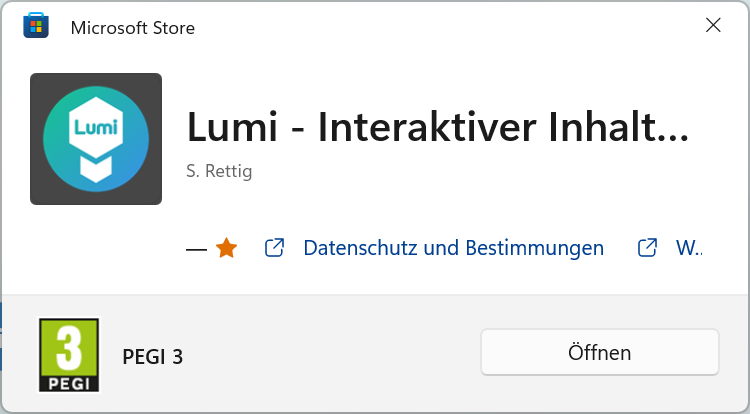 Microsoft Store
Lumi
Lumi - Interaktiver Inhalt...
S. Rettig
— Datenschutz und Bestimmungen W..
3
PEGI
PEGI 3
Öffnen